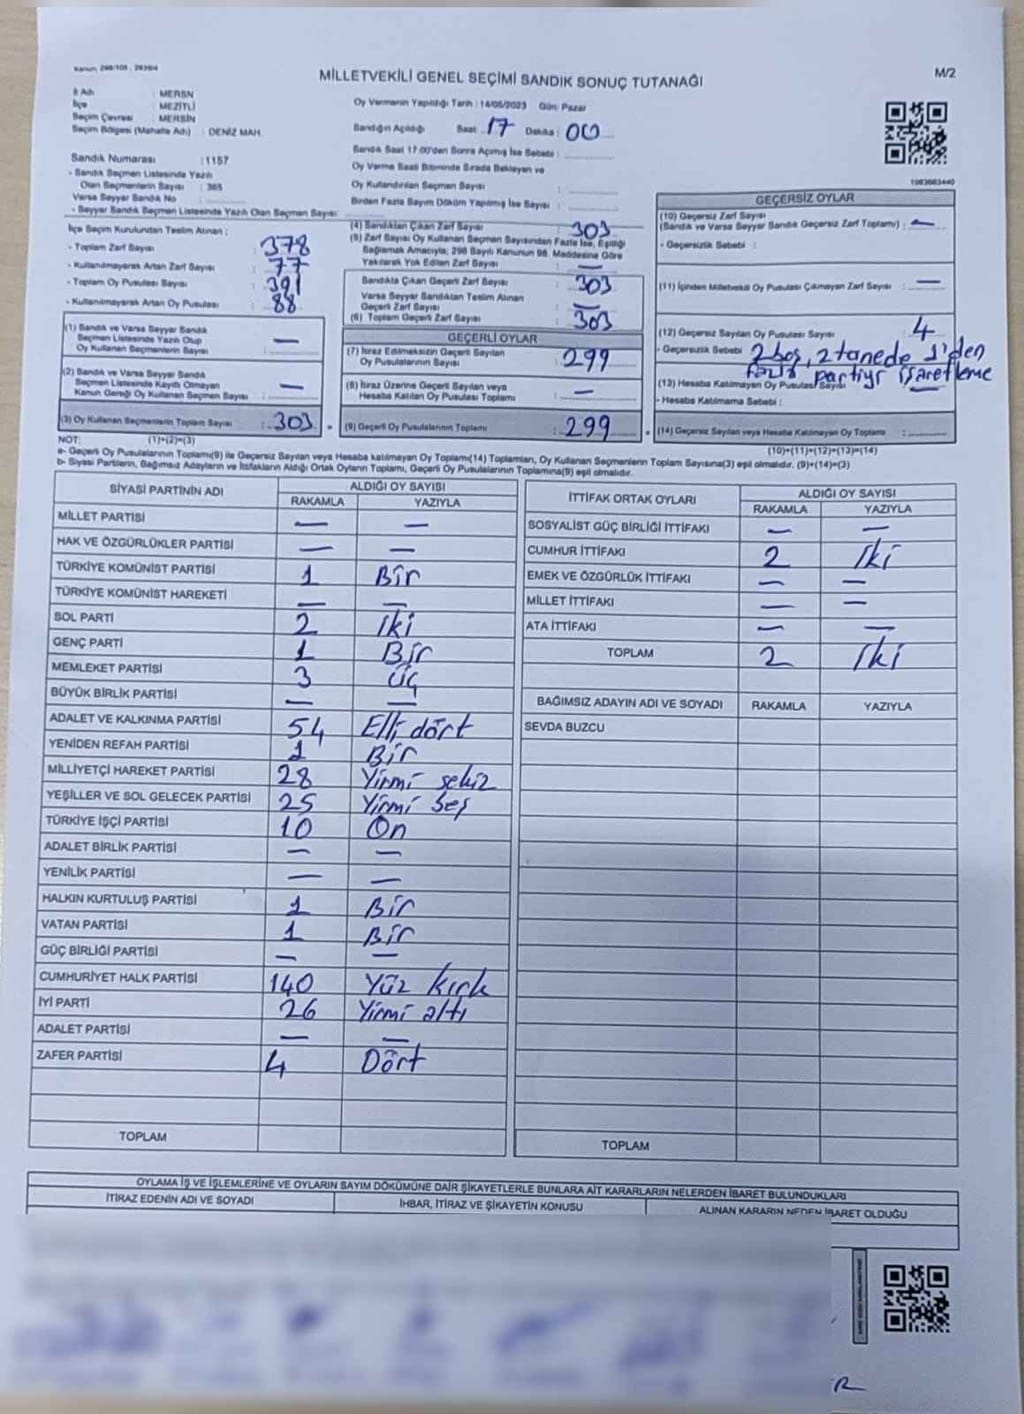 Kanun: 298/105 , 2839/4
MİLLETVEKİLİ GENEL SEÇİMİ SANDIK SONUÇ TUTANAĞI
M/2
İl Adı : MERSİN
İlçe : MEZİTLİ
Seçim Çevresi : MERSİN
Seçim Bölgesi (Mahalle Adı) : DENİZ MAH.
Oy Vermenin Yapıldığı Tarih : 14/05/2023 Gün: Pazar
Sandığın Açıldığı Saat : 17 Dakika : 00
Sandık Saat 17:00'den Sonra Açılmış İse Sebebi :
Oy Verme Saati Bitiminde Sırada Bekleyen ve
Oy Kullandırılan Seçmen Sayısı :
Birden Fazla Sayım Döküm Yapılmış İse Sayısı :
Sandık Numarası : 1157
- Sandık Seçmen Listesinde Yazılı
Olan Seçmenlerin Sayısı : 365
Varsa Seyyar Sandık No :
- Seyyar Sandık Seçmen Listesinde Yazılı Olan Seçmen Sayısı :
İlçe Seçim Kurulundan Teslim Alınan :
- Toplam Zarf Sayısı : 378
- Kullanılmayarak Artan Zarf Sayısı : 77
- Toplam Oy Pusulası Sayısı : 391
- Kullanılmayarak Artan Oy Pusulası : 88
(1) Sandık ve Varsa Seyyar Sandık
Seçmen Listesinde Yazılı Olup
Oy Kullanan Seçmenlerin Sayısı : —
(2) Sandık ve Varsa Seyyar Sandık
Seçmen Listesinde Kayıtlı Olmayan
Kanun Gereği Oy Kullanan Seçmen Sayısı : —
(3) Oy Kullanan Seçmenlerin Toplam Sayısı : 303
(1)+(2)=(3)
(4) Sandıktan Çıkan Zarf Sayısı : 303
(5) Zarf Sayısı Oy Kullanan Seçmen Sayısından Fazla İse, Eşitliği
Sağlamak Amacıyla; 298 Sayılı Kanunun 98. Maddesine Göre
Yakılarak Yok Edilen Zarf Sayısı : —
Sandıkta Çıkan Geçerli Zarf Sayısı : 303
Varsa Seyyar Sandıktan Teslim Alınan
Geçerli Zarf Sayısı : —
(6) Toplam Geçerli Zarf Sayısı : 303
GEÇERLİ OYLAR
(7) İtiraz Edilmeksizin Geçerli Sayılan
Oy Pusulalarının Sayısı : 299
(8) İtiraz Üzerine Geçerli Sayılan veya
Hesaba Katılan Oy Pusulası Toplamı : —
(9) Geçerli Oy Pusulalarının Toplamı : 299
1983683440
GEÇERSİZ OYLAR
(10) Geçersiz Zarf Sayısı
(Sandık ve Varsa Seyyar Sandık Geçersiz Zarf Toplamı) : —
- Geçersizlik Sebebi :
(11) İçinden Milletvekili Oy Pusulası Çıkmayan Zarf Sayısı : —
(12) Geçersiz Sayılan Oy Pusulası Sayısı : 4
- Geçersizlik Sebebi 2 boş, 2 tanede 1'den
fazla partiye işaretleme
(13) Hesaba Katılmayan Oy Pusulası Sayısı : —
- Hesaba Katılmama Sebebi :
(14) Geçersiz Sayılan veya Hesaba Katılmayan Oy Toplamı :
(10)+(11)+(12)+(13)=(14)
NOT:
a- Geçerli Oy Pusulasının Toplamı(9) ile Geçersiz Sayılan veya Hesaba katılmayan Oy Toplamı(14) Toplamları, Oy Kullanan Seçmenlerin Toplam Sayısına(3) eşit olmalıdır. (9)+(14)=(3)
b- Siyasi Partilerin, Bağımsız Adayların ve İttifakların Aldığı Ortak Oyların Toplamı, Geçerli Oy Pusulalarının Toplamına(9) eşit olmalıdır.
SİYASİ PARTİNİN ADI ALDIĞI OY SAYISI
RAKAMLA YAZIYLA
MİLLET PARTİSİ — —
HAK VE ÖZGÜRLÜKLER PARTİSİ — —
TÜRKİYE KOMÜNİST PARTİSİ 1 Bir
TÜRKİYE KOMÜNİST HAREKETİ — —
SOL PARTİ 2 iki
GENÇ PARTİ 1 Bir
MEMLEKET PARTİSİ 3 Üç
BÜYÜK BİRLİK PARTİSİ — —
ADALET VE KALKINMA PARTİSİ 54 Elli dört
YENİDEN REFAH PARTİSİ 1 Bir
MİLLİYETÇİ HAREKET PARTİSİ 28 Yirmi sekiz
YEŞİLLER VE SOL GELECEK PARTİSİ 25 Yirmi beş
TÜRKİYE İŞÇİ PARTİSİ 10 On
ADALET BİRLİK PARTİSİ — —
YENİLİK PARTİSİ — —
HALKIN KURTULUŞ PARTİSİ 1 Bir
VATAN PARTİSİ 1 Bir
GÜÇ BİRLİĞİ PARTİSİ — —
CUMHURİYET HALK PARTİSİ 140 Yüz kırk
İYİ PARTİ 26 Yirmi altı
ADALET PARTİSİ — —
ZAFER PARTİSİ 4 Dört
TOPLAM
İTTİFAK ORTAK OYLARI ALDIĞI OY SAYISI
RAKAMLA YAZIYLA
SOSYALİST GÜÇ BİRLİĞİ İTTİFAKI — —
CUMHUR İTTİFAKI 2 iki
EMEK VE ÖZGÜRLÜK İTTİFAKI — —
MİLLET İTTİFAKI — —
ATA İTTİFAKI — —
TOPLAM 2 iki
BAĞIMSIZ ADAYIN ADI VE SOYADI RAKAMLA YAZIYLA
SEVDA BUZCU
TOPLAM
OYLAMA İŞ VE İŞLEMLERİNE VE OYLARIN SAYIM DÖKÜMÜNE DAİR ŞİKAYETLERLE BUNLARA AİT KARARLARIN NELERDEN İBARET BULUNDUKLARI
İTİRAZ EDENİN ADI VE SOYADI İHBAR, İTİRAZ VE ŞİKAYETİN KONUSU ALINAN KARARIN NEDEN İBARET OLDUĞU